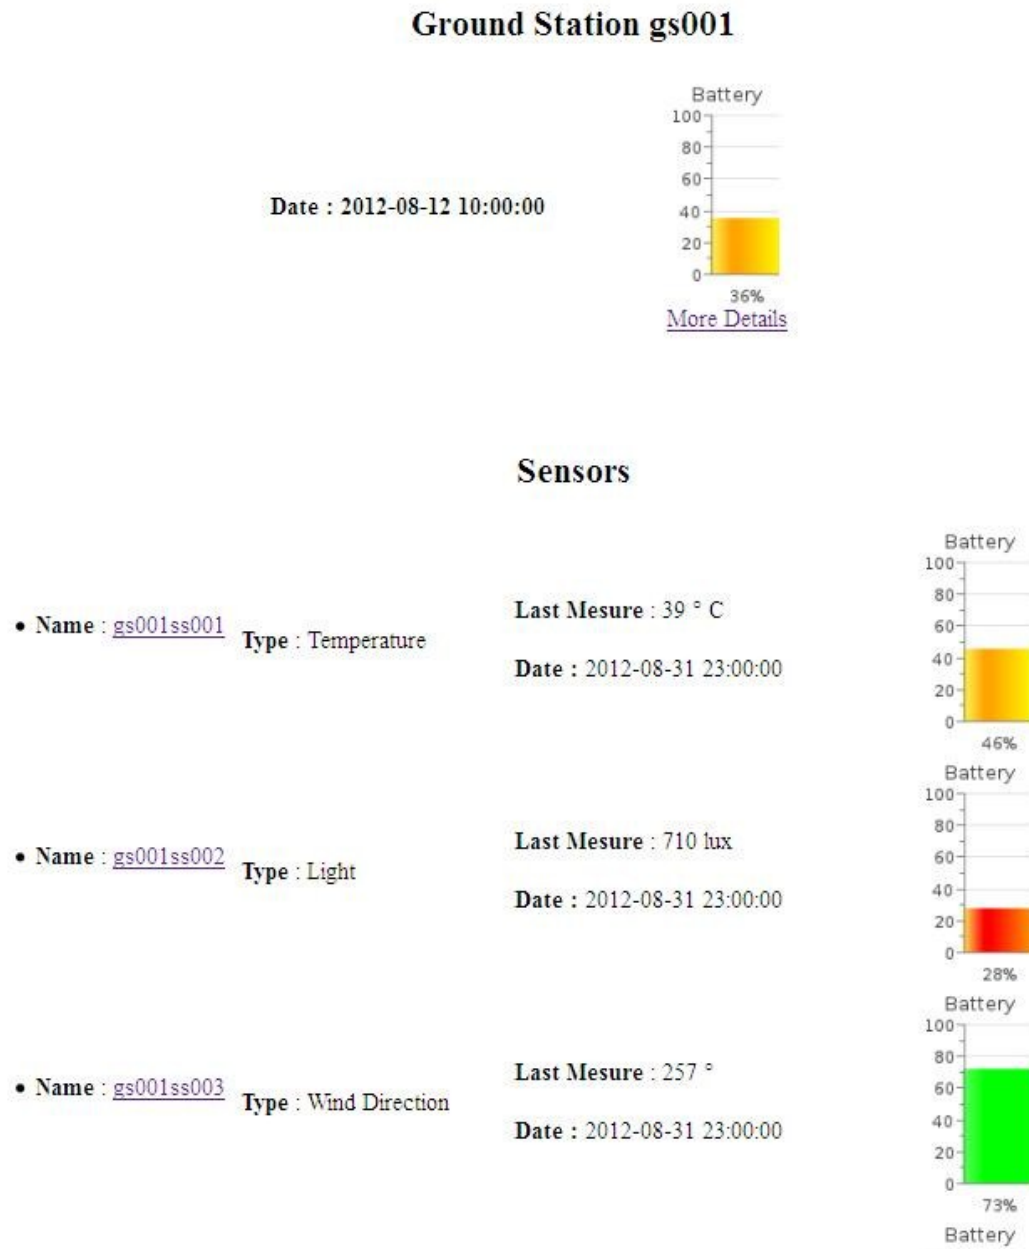 Ground Station gs001
Battery
100
80
60
40
20
0
Date : 2012-08-12 10:00:00
36%
More Details
Sensors
• Name : gs001ss001
Type : Temperature
Last Mesure : 39 ° C
Date : 2012-08-31 23:00:00
Battery
100
80
60
40
20
0
46%
• Name : gs001ss002
Type : Light
Last Mesure : 710 lux
Date : 2012-08-31 23:00:00
Battery
100
80
60
40
20
0
28%
• Name : gs001ss003
Type : Wind Direction
Last Mesure : 257 °
Date : 2012-08-31 23:00:00
Battery
100
80
60
40
20
0
73%
Battery